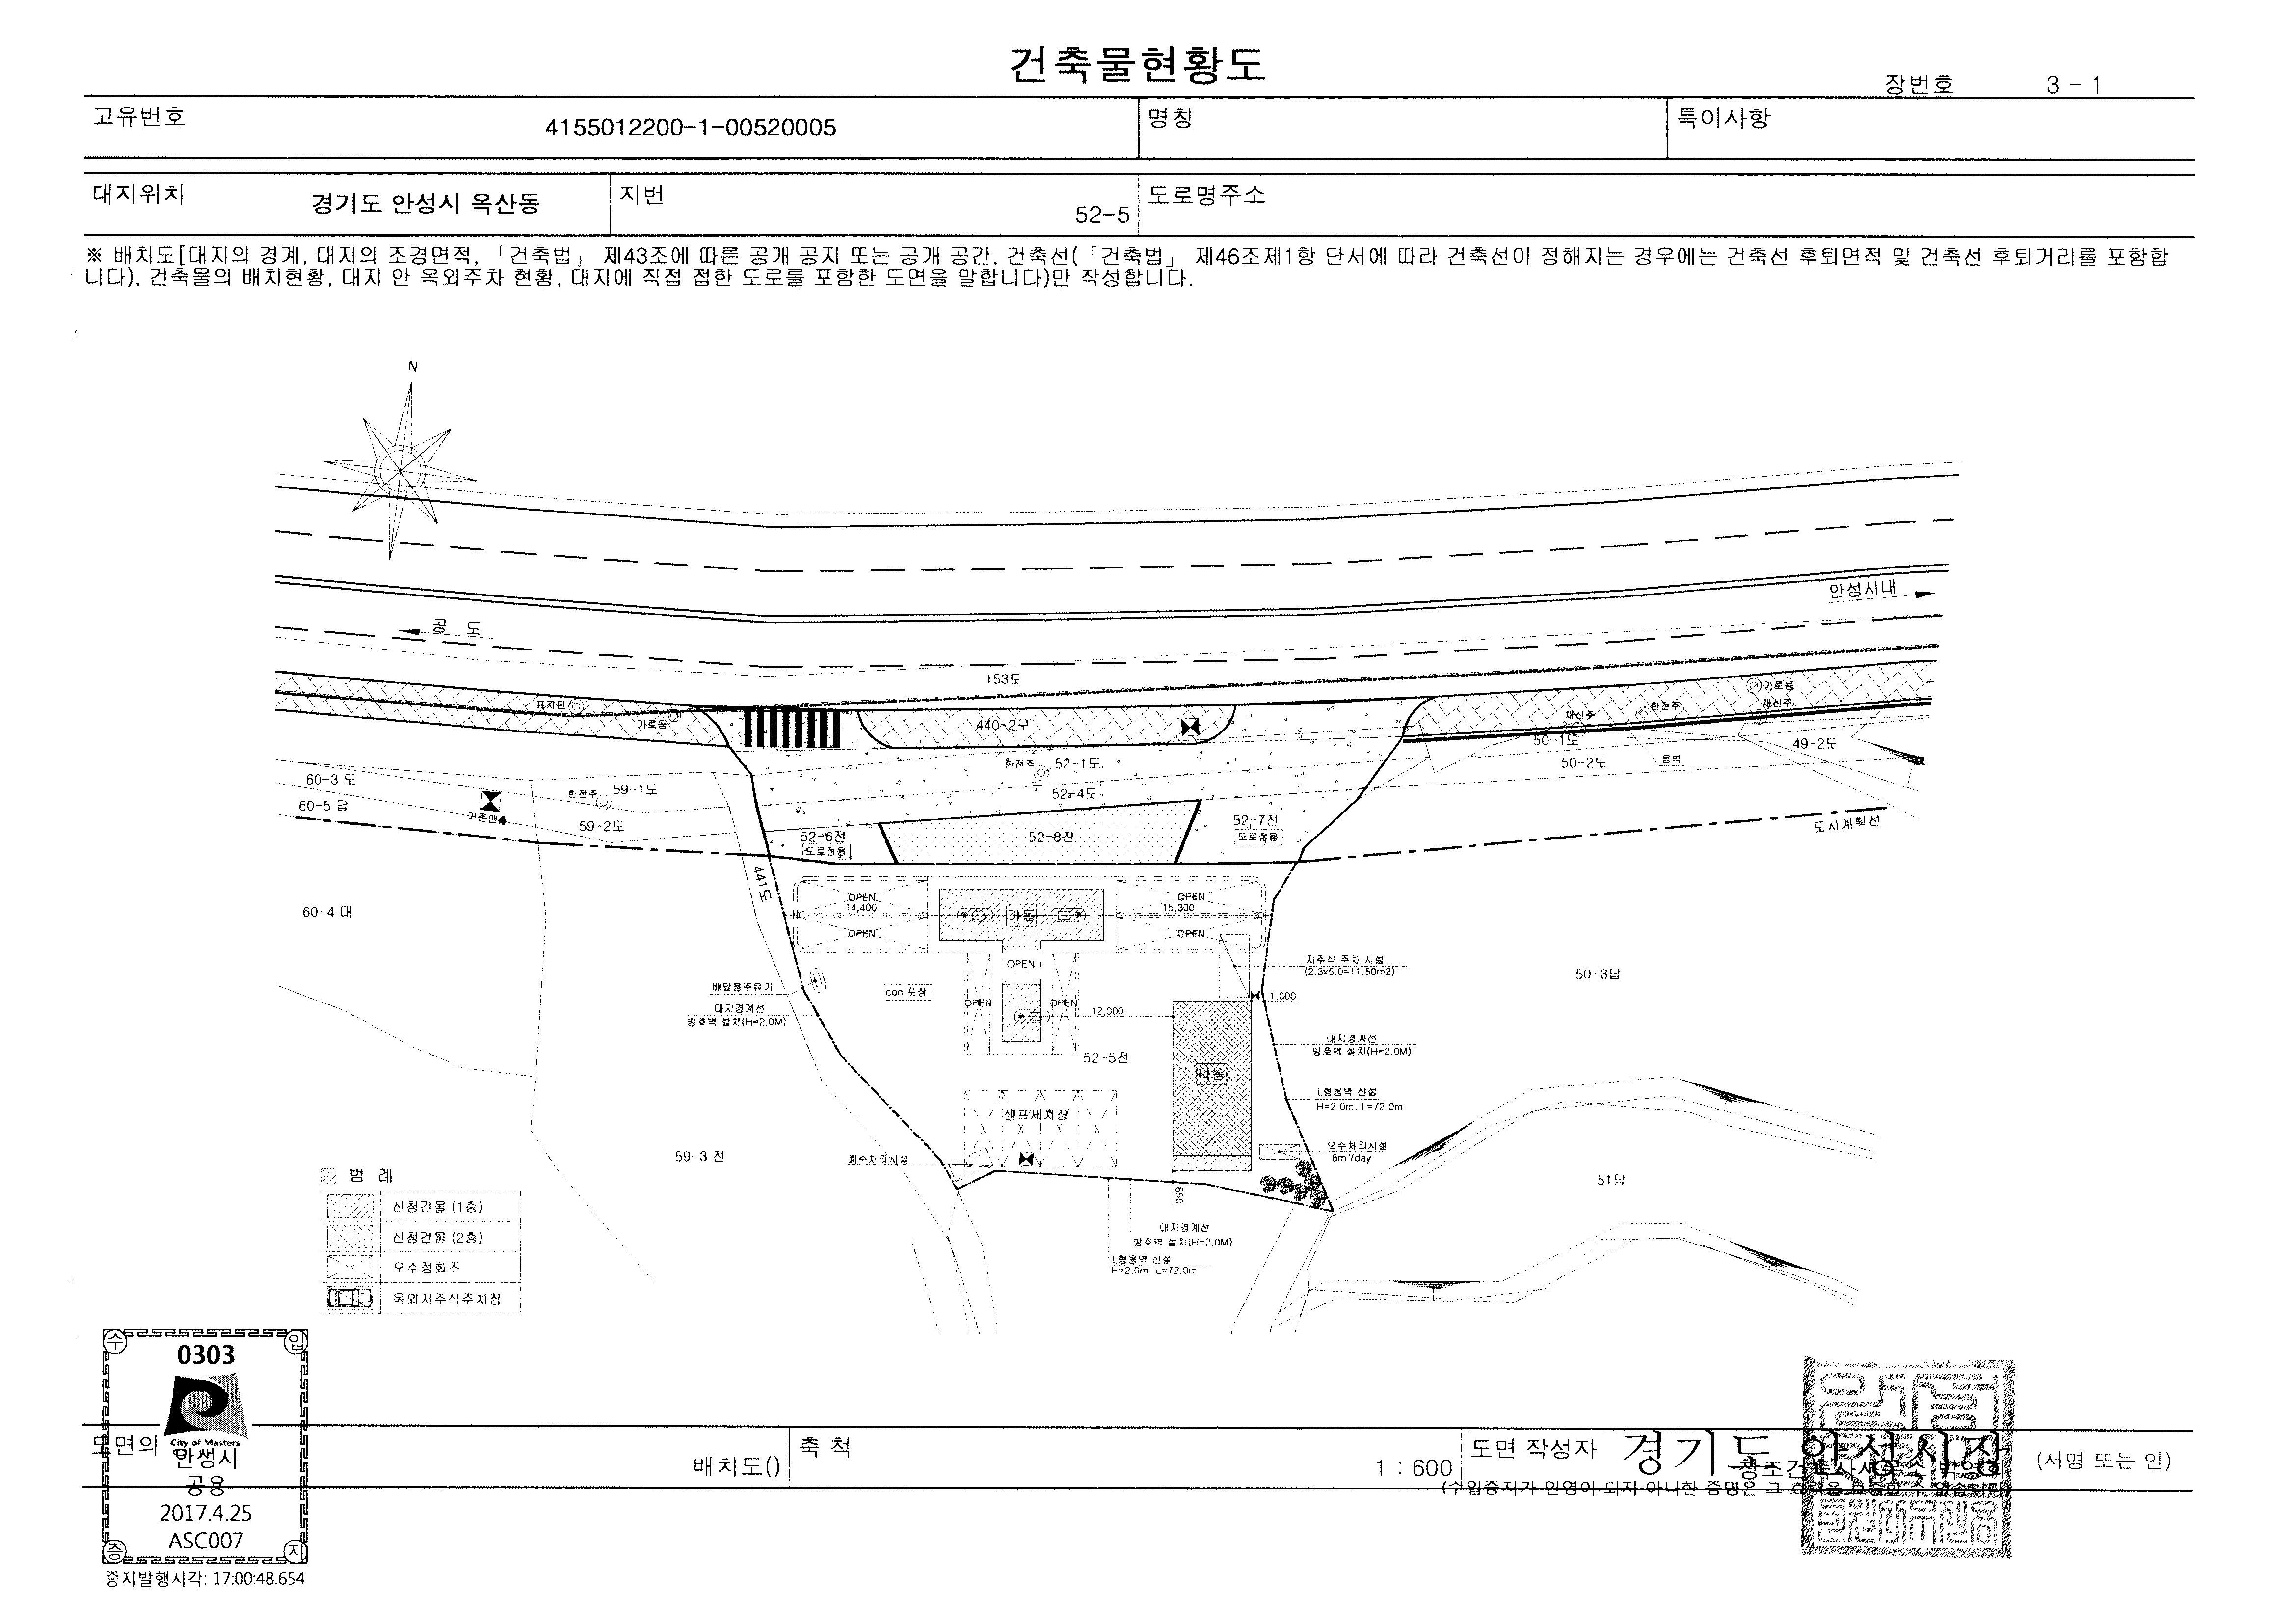 건축물현황도
장번호 3 - 1
고유번호
4155012200-1-00520005
명칭
특이사항
대지위치
경기도 안성시 옥산동
지번
52-5
도로명주소
※ 배치도[대지의 경계, 대지의 조경면적, 「건축법」 제43조에 따른 공개 공지 또는 공개 공간, 건축선(「건축법」 제46조제1항 단서에 따라 건축선이 정해지는 경우에는 건축선 후퇴면적 및 건축선 후퇴거리를 포함합
니다), 건축물의 배치현황, 대지 안 옥외주차 현황, 대지에 직접 접한 도로를 포함한 도면을 말합니다)만 작성합니다.
N
안성시내
공 도
153도
표지판
가로등
440-2구
가로등
한전주
체신주
체신주
50-1도
49-2도
50-2도
옹벽
한전주
52-1도
52-4도
60-3 도
60-5 답
한전주
59-1도
기존맨홀
59-2도
52-6전
도로점용
52-8전
52-7전
도로점용
도시계획선
441도
60-4 대
OPEN
14,400
OPEN
가동
OPEN
15,300
OPEN
OPEN
OPEN
OPEN
자주식 주차 시설
(2.3x5.0=11.50m2)
50-3답
배달용주유기
con'포장
1,000
12,000
대지경계선
방호벽 설치(H=2.0M)
대지경계선
방호벽 설치(H=2.0M)
52-5전
나동
L형옹벽 신설
H=2.0m, L=72.0m
셀프세차장
오수처리시설
6m³/day
59-3 전
폐수처리시설
51답
850
대지경계선
방호벽 설치(H=2.0M)
L형옹벽 신설
H=2.0m L=72.0m
범 례
신청건물 (1층)
신청건물 (2층)
오수정화조
옥외자주식주차장
수 입
0303
City of Masters
안성시
공용
2017.4.25
ASC007
증 지
증지발행시각: 17:00:48.654
도면의
배치도()
축 척
1 : 600
도면 작성자
경기도 안성시장
창조건축사사무소 박영희
(서명 또는 인)
(수입증지가 인영이 되지 아니한 증명은 그 효력을 보증할 수 없습니다)